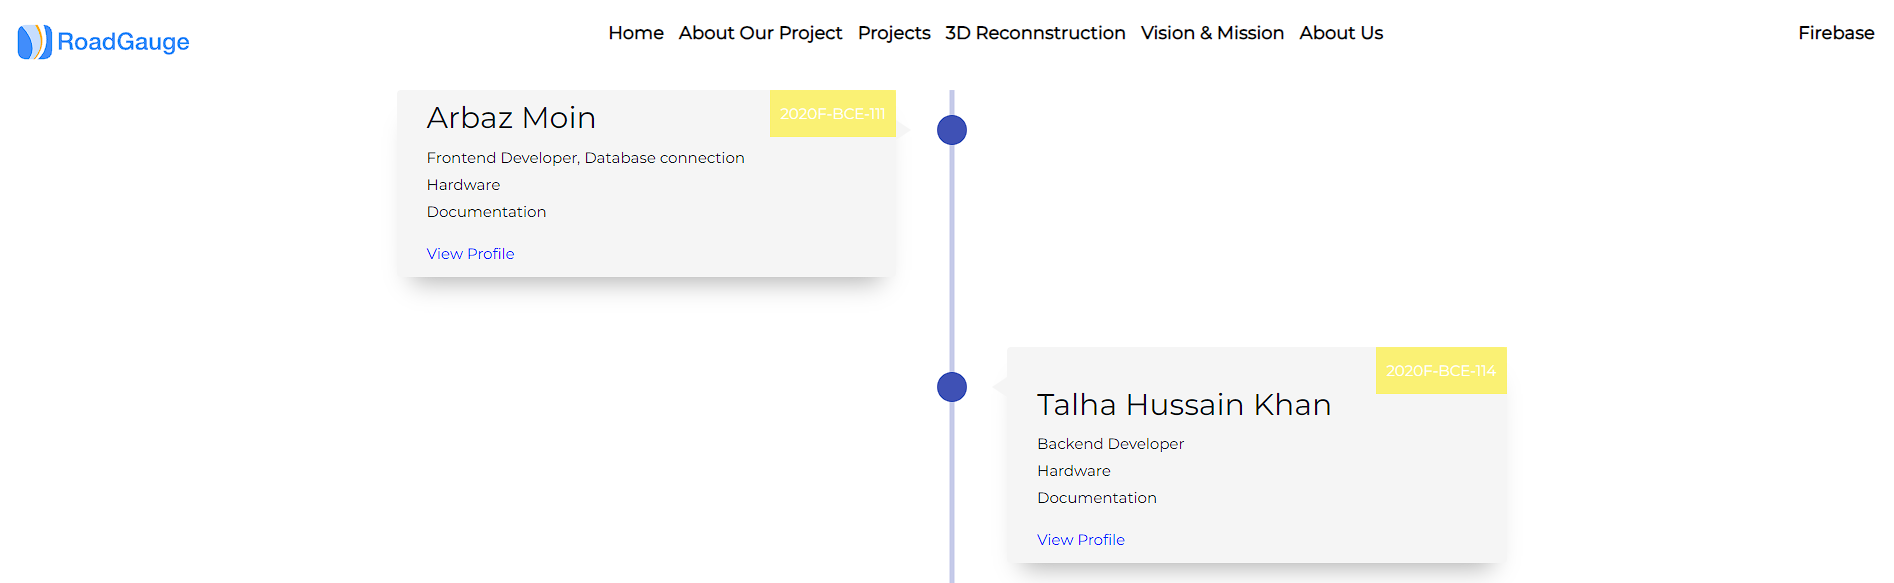 RoadGauge
Home About Our Project Projects 3D Reconnstruction Vision & Mission About Us Firebase
2020F-BCE-111
Arbaz Moin
Frontend Developer, Database connection
Hardware
Documentation
View Profile
2020F-BCE-114
Talha Hussain Khan
Backend Developer
Hardware
Documentation
View Profile